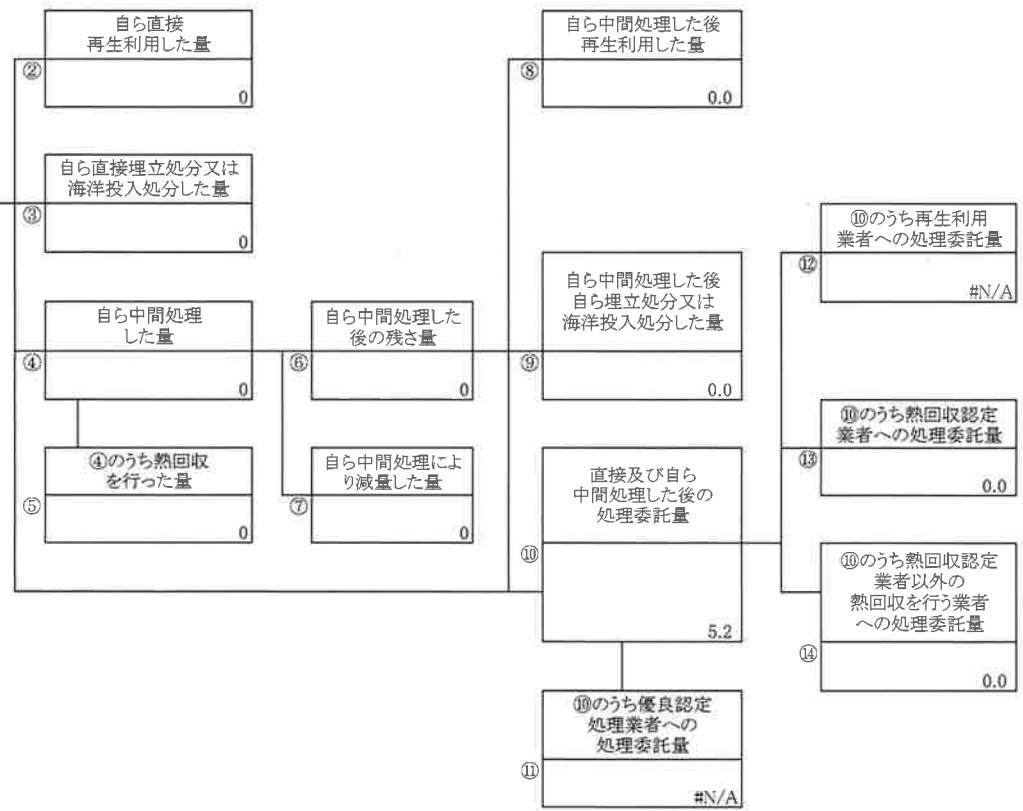 自ら直接
再生利用した量
②
0
自ら直接埋立処分又は
海洋投入処分した量
③
0
自ら中間処理
した量
④
0
④のうち熱回収
を行った量
⑤
0
自ら中間処理した
後の残さ量
⑥
0
自ら中間処理によ
り減量した量
⑦
0
自ら中間処理した後
再生利用した量
⑧
0.0
自ら中間処理した後
自ら埋立処分又は
海洋投入処分した量
⑨
0.0
直接及び自ら
中間処理した後の
処理委託量
⑩
5.2
⑩のうち優良認定
処理業者への
処理委託量
⑪
#N/A
⑩のうち再生利用
業者への処理委託量
⑫
#N/A
⑩のうち熱回収認定
業者への処理委託量
⑬
0.0
⑩のうち熱回収認定
業者以外の
熱回収を行う業者
への処理委託量
⑭
0.0